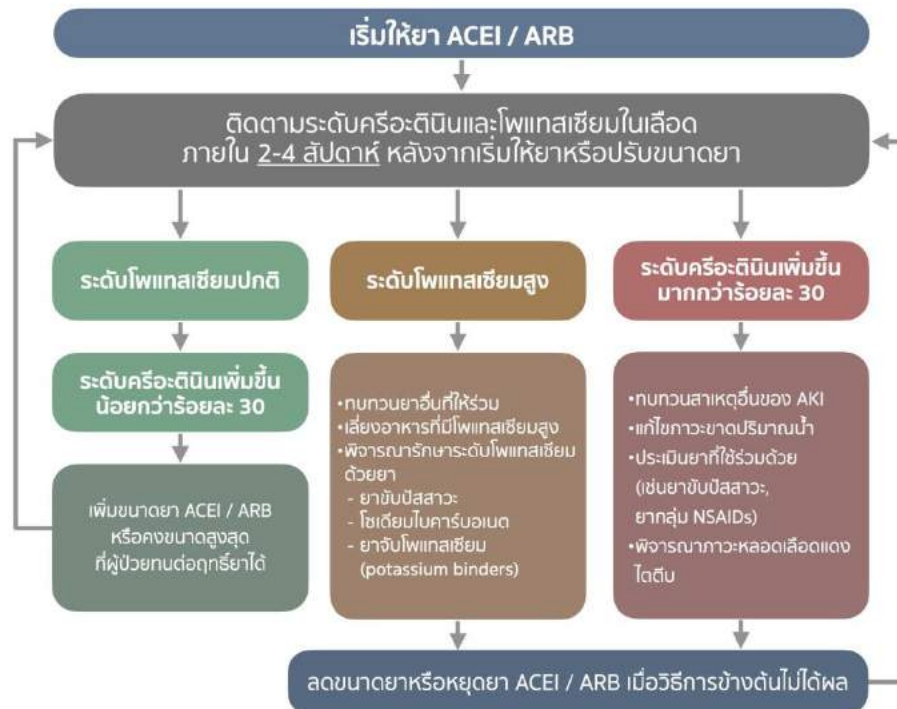 เริ่มให้ยา ACEI / ARB
ติดตามระดับครีอะตินินและโพแทสเซียมในเลือด
ภายใน 2-4 สัปดาห์ หลังจากเริ่มให้ยาหรือปรับขนาดยา
ระดับโพแทสเซียมปกติ
ระดับครีอะตินินเพิ่มขึ้น
น้อยกว่าร้อยละ 30
เพิ่มขนาดยา ACEI / ARB
หรือคงขนาดสูงสุด
ที่ผู้ป่วยทนต่อฤทธิ์ยาได้
ระดับโพแทสเซียมสูง
•ทบทวนยาอื่นที่ให้ร่วม
•เลี่ยงอาหารที่มีโพแทสเซียมสูง
•พิจารณารักษาระดับโพแทสเซียม
ด้วยยา
- ยาขับปัสสาวะ
- โซเดียมไบคาร์บอเนต
- ยาจับโพแทสเซียม
(potassium binders)
ระดับครีอะตินินเพิ่มขึ้น
มากกว่าร้อยละ 30
•ทบทวนสาเหตุอื่นของ AKI
•แก้ไขภาวะขาดปริมาณน้ำ
•ประเมินยาที่ใช้ร่วมด้วย
(เช่นยาขับปัสสาวะ,
ยากลุ่ม NSAIDs)
•พิจารณาภาวะหลอดเลือดแดง
ไตตีบ
ลดขนาดยาหรือหยุดยา ACEI / ARB เมื่อวิธีการข้างต้นไม่ได้ผล